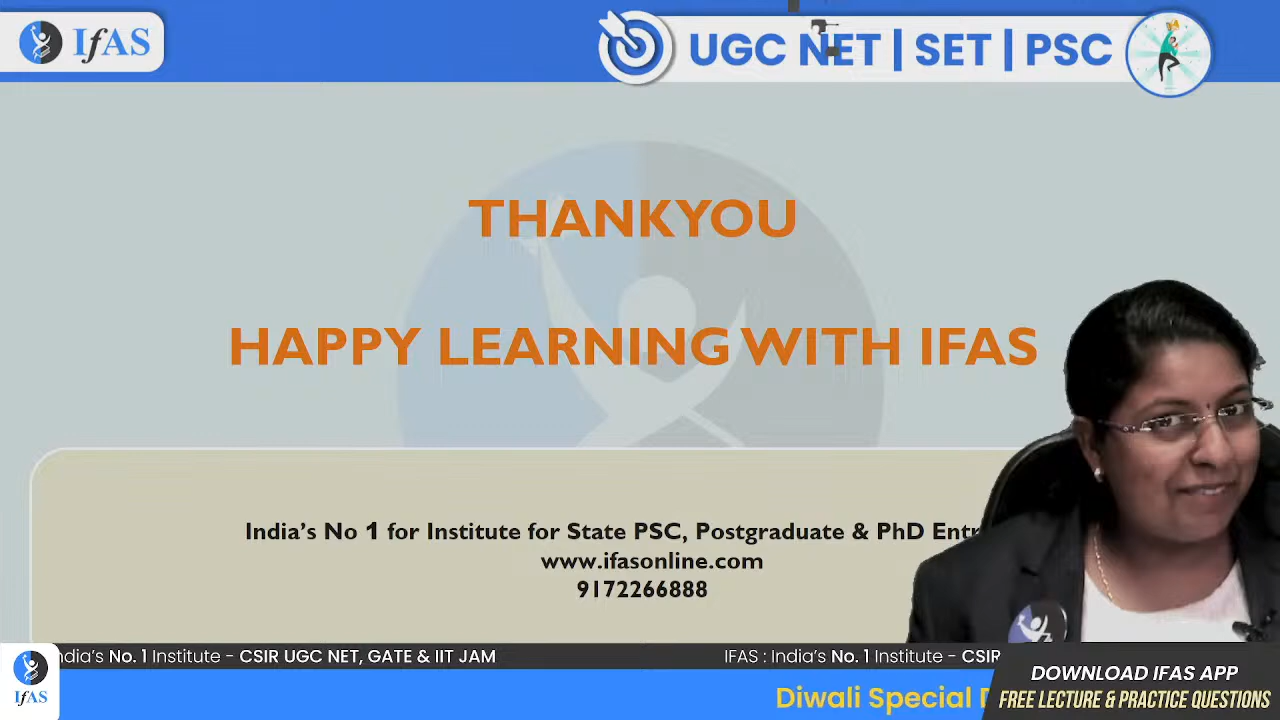 IfAS
UGC NET | SET | PSC
THANKYOU
HAPPY LEARNING WITH IFAS
India's No 1 for Institute for State PSC, Postgraduate & PhD
www.ifasonline.com
9172266888
India's No. 1 Institute - CSIR UGC NET, GATE & IIT JAM
IFAS : India's No. 1 Institute - CSIR
IfAS
DOWNLOAD IFAS APP
Diwali Special
FREE LECTURE & PRACTICE QUESTIONS